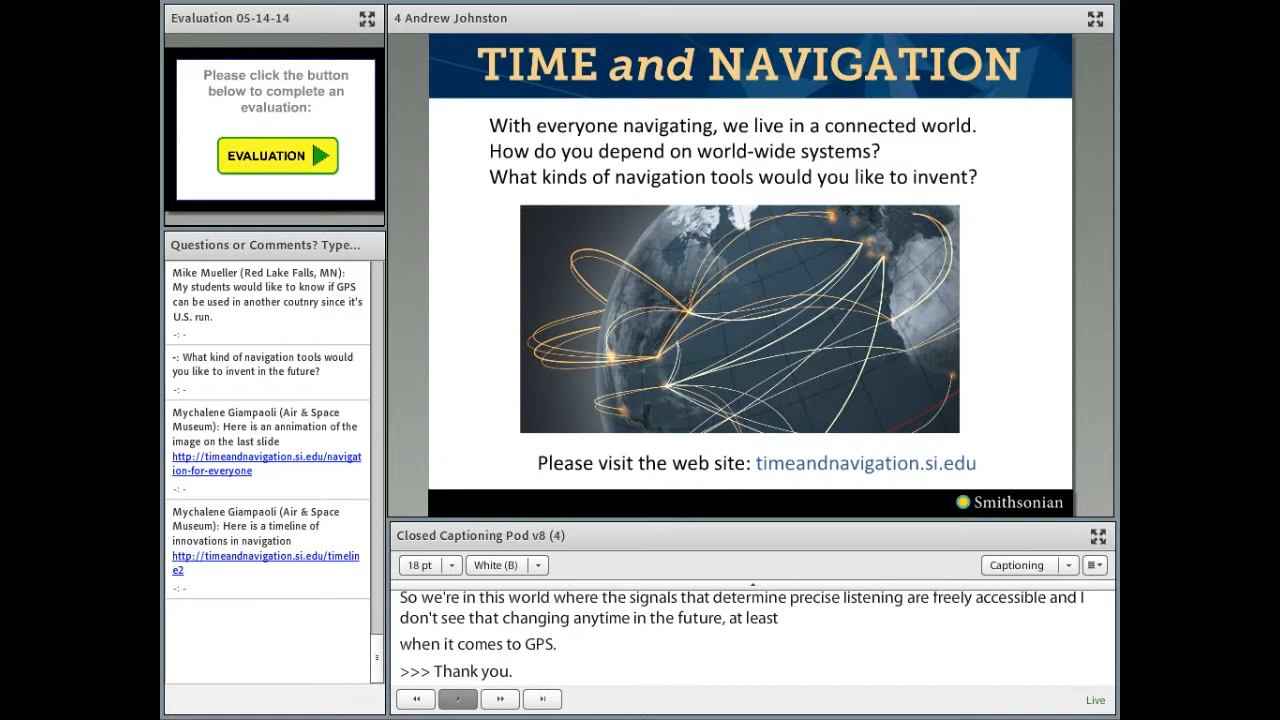 Evaluation 05-14-14
Please click the button
below to complete an
evaluation:
EVALUATION
Questions or Comments? Type...
Mike Mueller (Red Lake Falls, MN):
My students would like to know if GPS
can be used in another coutnry since it's
U.S. run.
-: -
-: What kind of navigation tools would
you like to invent in the future?
-: -
Mychalene Giampaoli (Air & Space
Museum): Here is an annimation of the
image on the last slide
http://timeandnavigation.si.edu/navigat
ion-for-everyone
-: -
Mychalene Giampaoli (Air & Space
Museum): Here is a timeline of
innovations in navigation
http://timeandnavigation.si.edu/timelin
e2
-: -
4 Andrew Johnston
TIME and NAVIGATION
With everyone navigating, we live in a connected world.
How do you depend on world-wide systems?
What kinds of navigation tools would you like to invent?
Please visit the web site: timeandnavigation.si.edu
Smithsonian
Closed Captioning Pod v8 (4)
18 pt White (B) Captioning
So we're in this world where the signals that determine precise listening are freely accessible and I
don't see that changing anytime in the future, at least
when it comes to GPS.
>>> Thank you.
Live